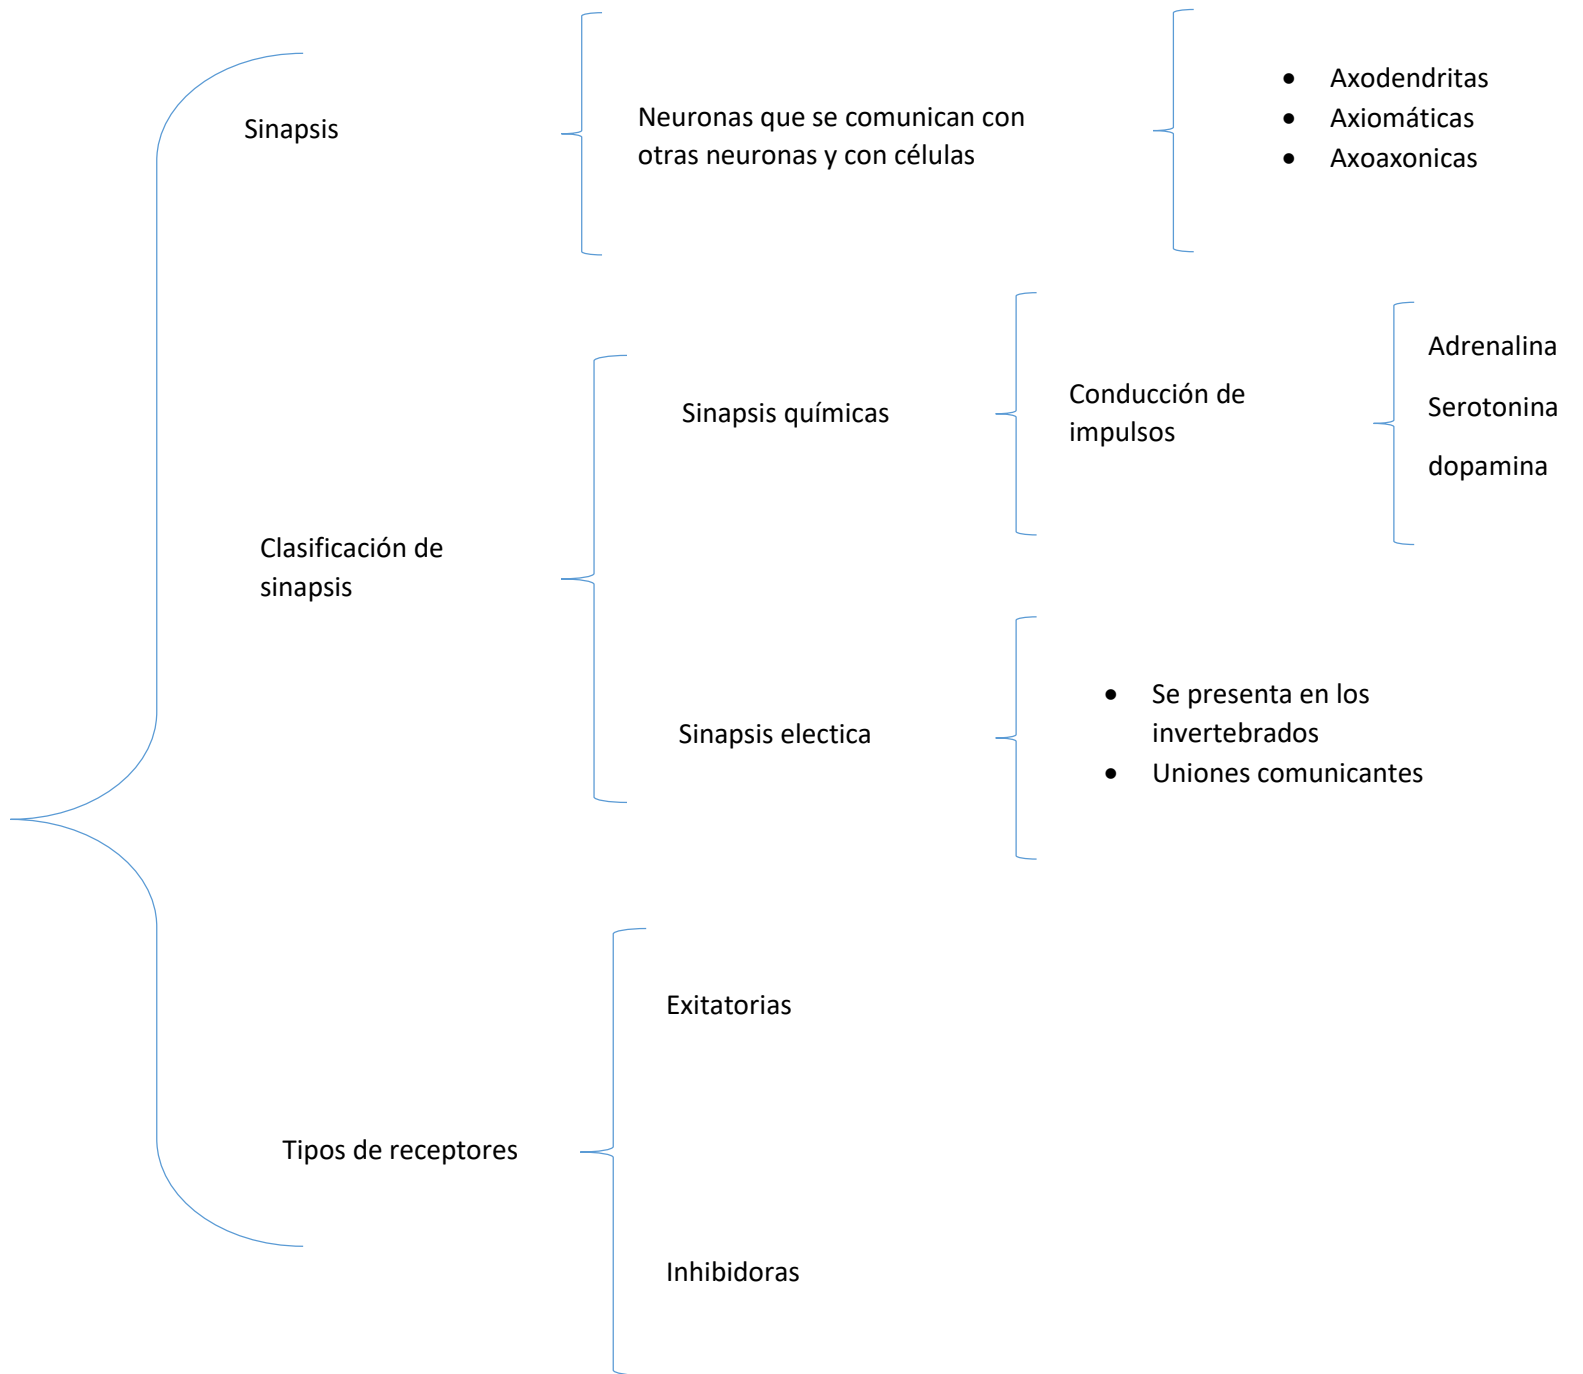 Sinapsis
Neuronas que se comunican con
otras neuronas y con células
• Axodendritas
• Axiomáticas
• Axoaxonicas
Clasificación de
sinapsis
Sinapsis químicas
Conducción de
impulsos
Adrenalina
Serotonina
dopamina
Sinapsis electica
• Se presenta en los
invertebrados
• Uniones comunicantes
Tipos de receptores
Exitatorias
Inhibidoras